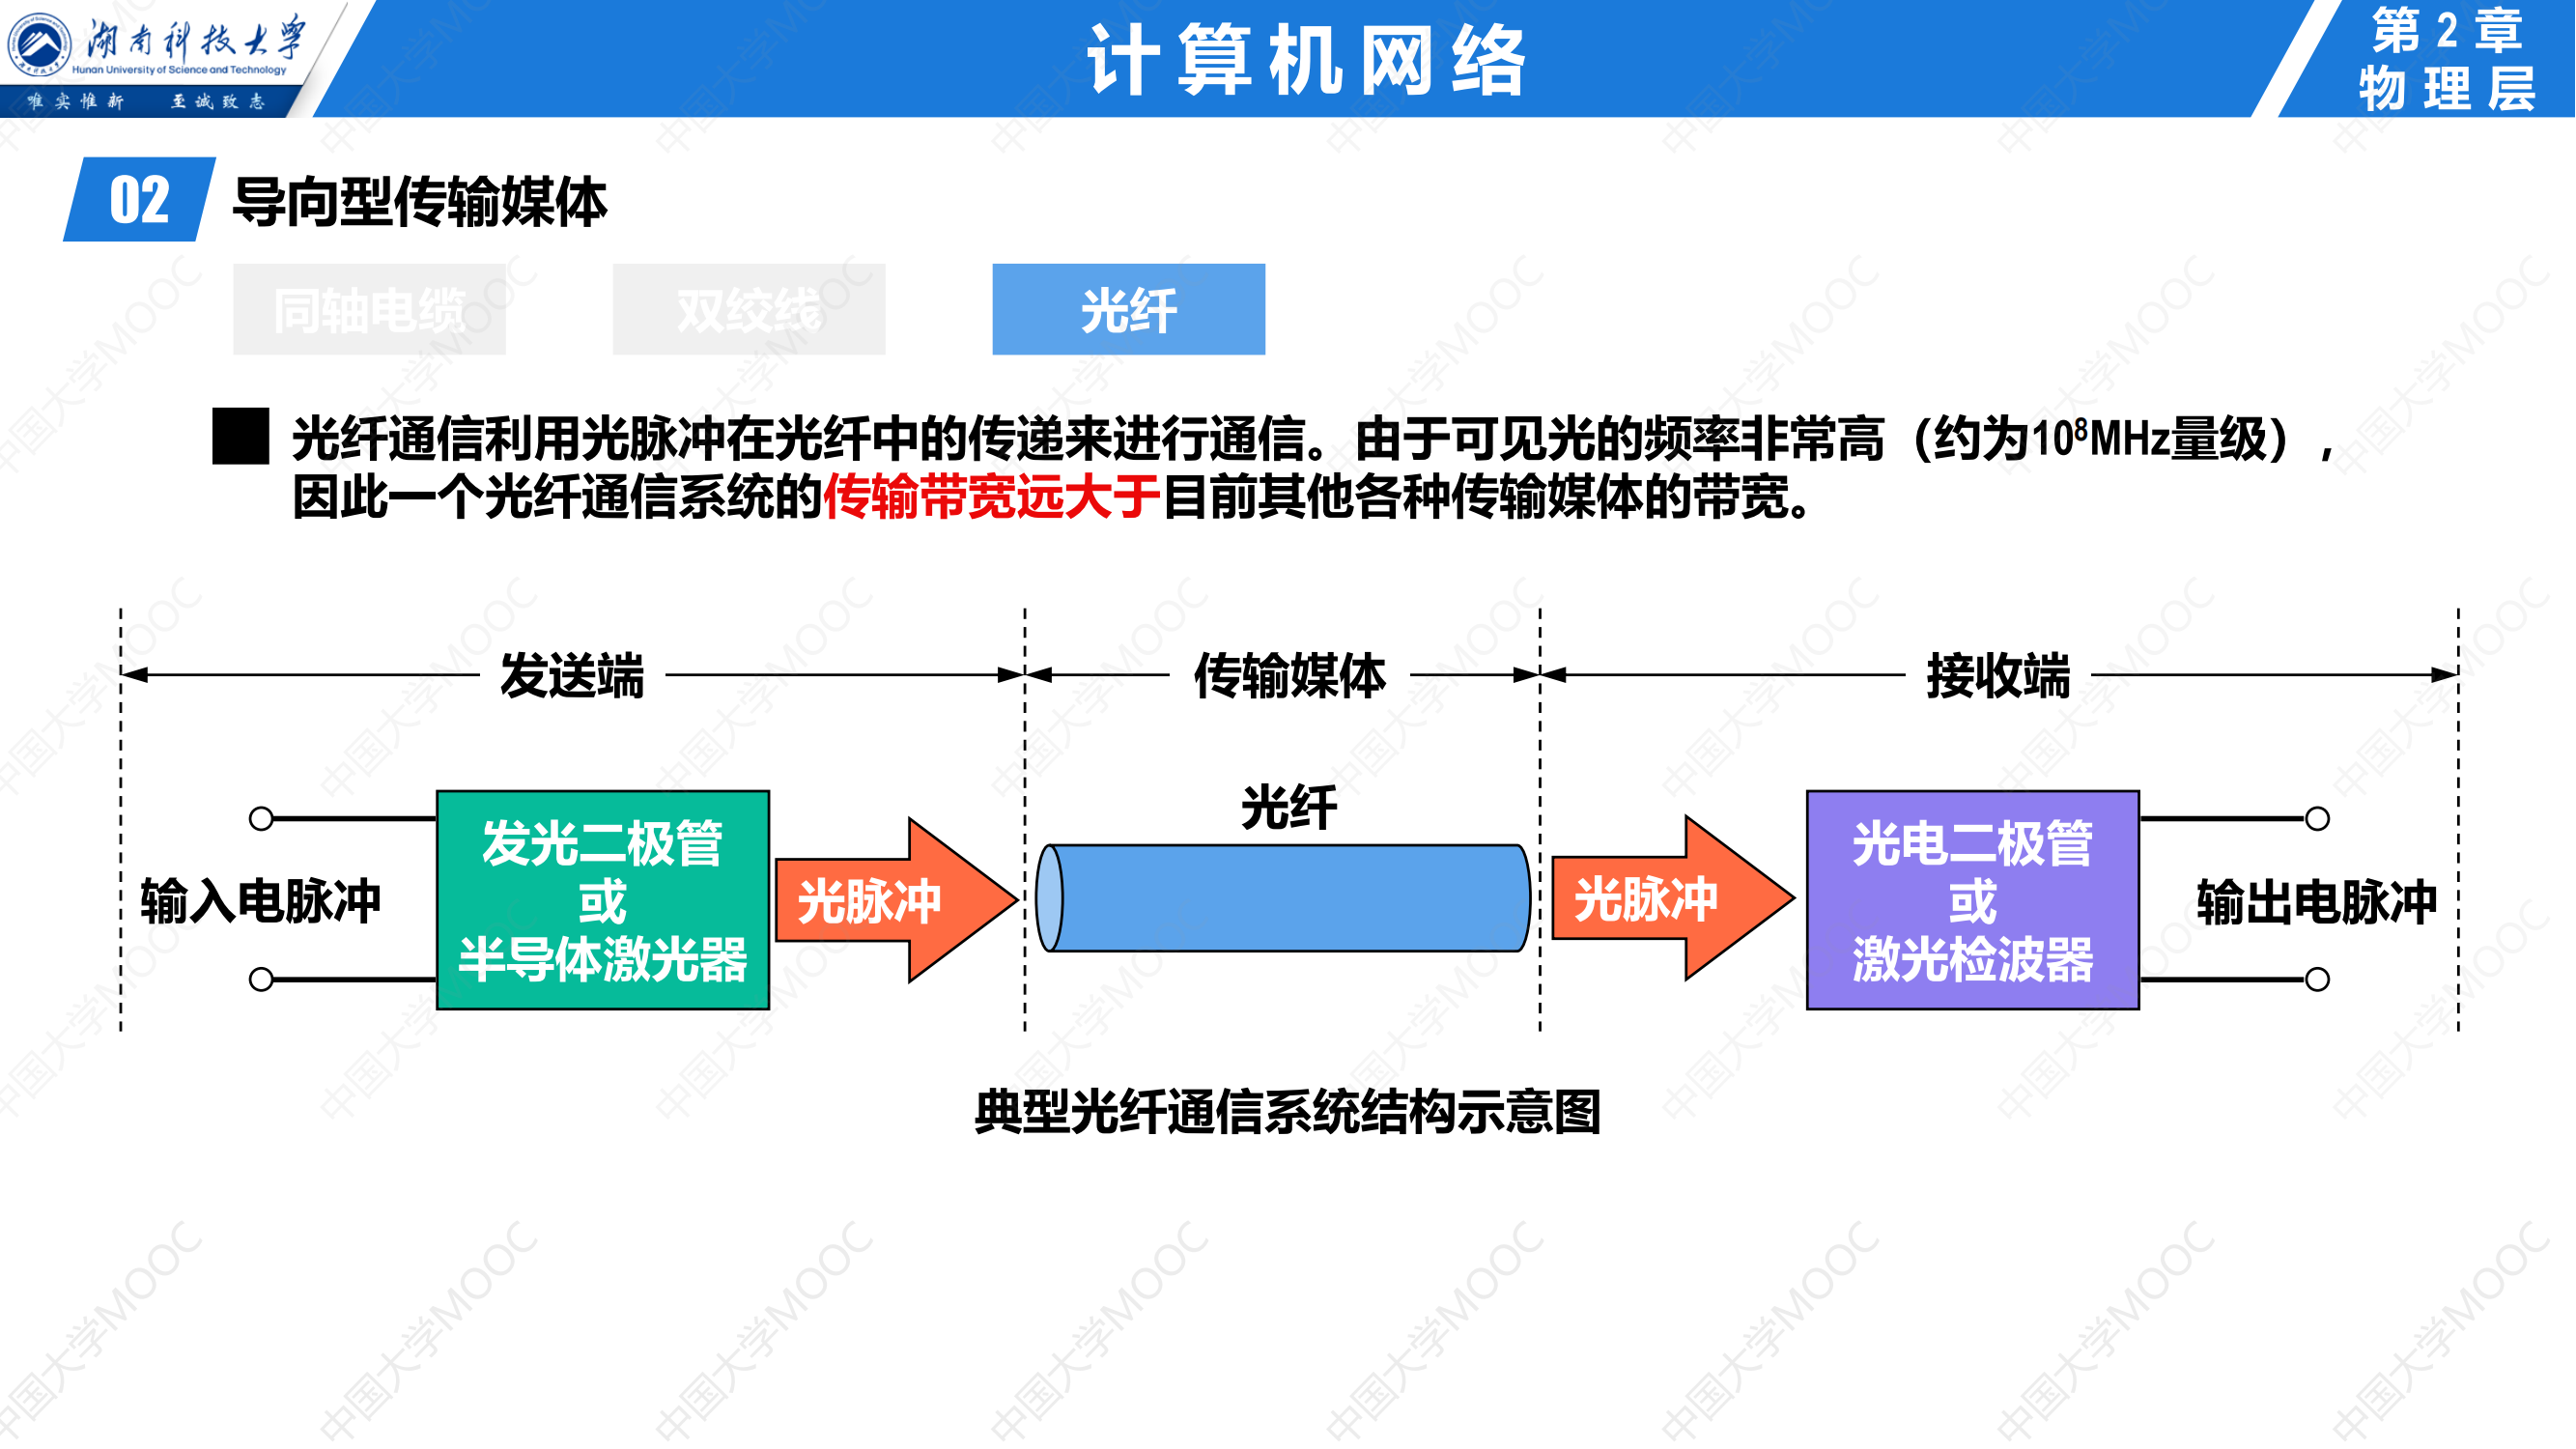 湖南科技大学
Hunan University of Science and Technology
唯实惟新 至诚致志
计算机网络
第2章
物理层
02 导向型传输媒体
同轴电缆 双绞线 光纤
光纤通信利用光脉冲在光纤中的传递来进行通信。由于可见光的频率非常高（约为10⁸MHz量级），
因此一个光纤通信系统的传输带宽远大于目前其他各种传输媒体的带宽。
发送端 传输媒体 接收端
输入电脉冲
发光二极管
或
半导体激光器
光脉冲
光纤
光脉冲
光电二极管
或
激光检波器
输出电脉冲
典型光纤通信系统结构示意图
中国大学MOOC